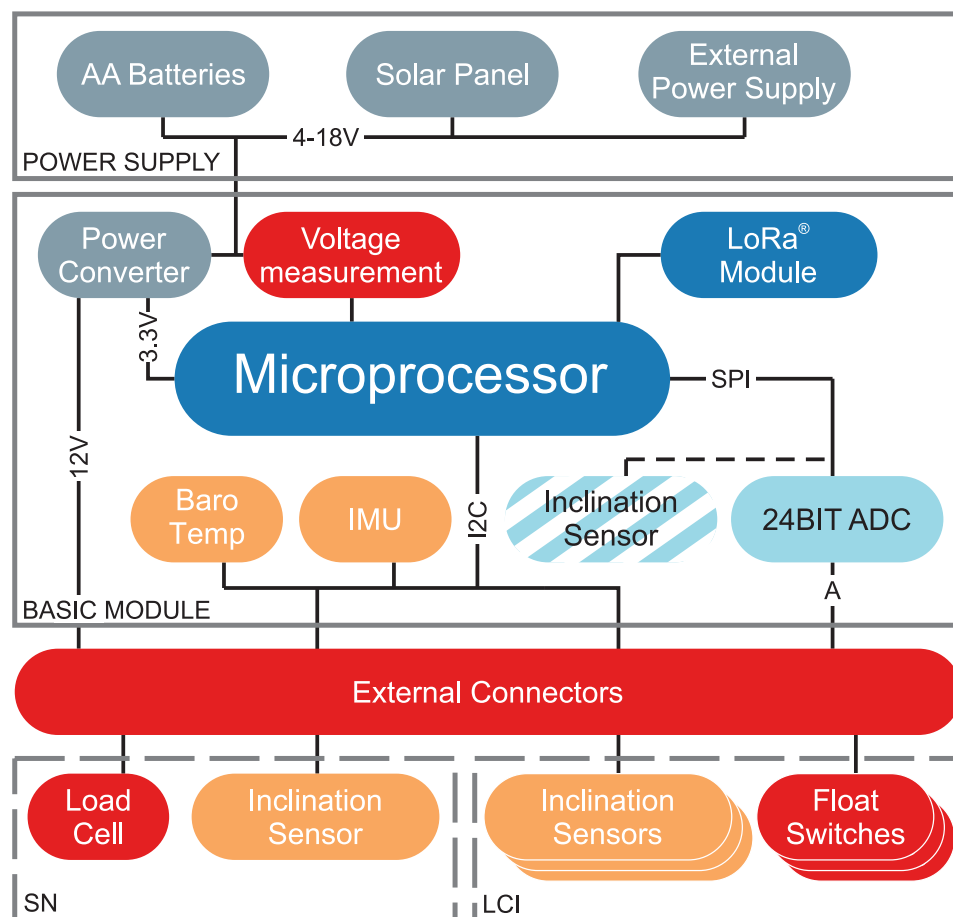 AA Batteries
Solar Panel
External
Power Supply
4-18V
POWER SUPPLY
Power
Converter
Voltage
measurement
LoRa®
Module
3.3V
Microprocessor
SPI
12V
Baro
Temp
IMU
I2C
Inclination
Sensor
24BIT ADC
A
BASIC MODULE
External Connectors
Load
Cell
Inclination
Sensor
Inclination
Sensors
Float
Switches
SN
LCI